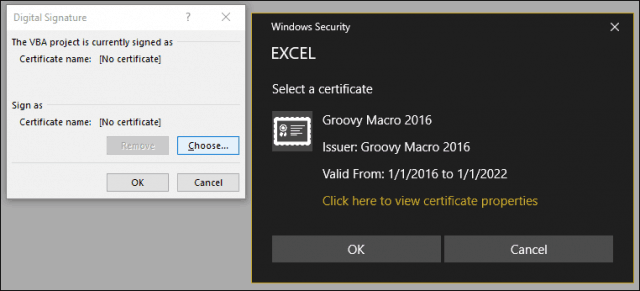 Digital Signature
?
The VBA project is currently signed as
Certificate name: [No certificate]
Sign as
Certificate name: [No certificate]
Remove
Choose...
OK
Cancel
Windows Security
EXCEL
Select a certificate
Groovy Macro 2016
Issuer: Groovy Macro 2016
Valid From: 1/1/2016 to 1/1/2022
Click here to view certificate properties
OK
Cancel